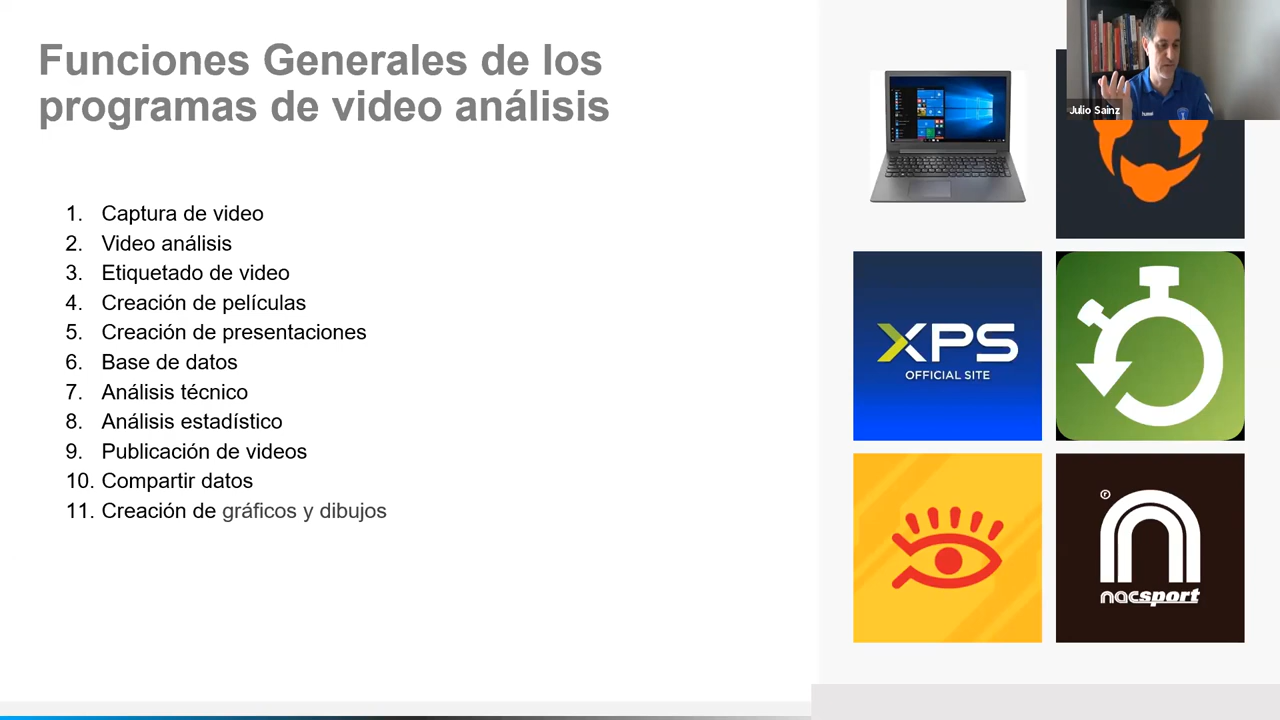 Funciones Generales de los
programas de video análisis
1. Captura de video
2. Video análisis
3. Etiquetado de video
4. Creación de películas
5. Creación de presentaciones
6. Base de datos
7. Análisis técnico
8. Análisis estadístico
9. Publicación de videos
10. Compartir datos
11. Creación de gráficos y dibujos
Julio Sainz
XPS
OFFICIAL SITE
®
nacsport